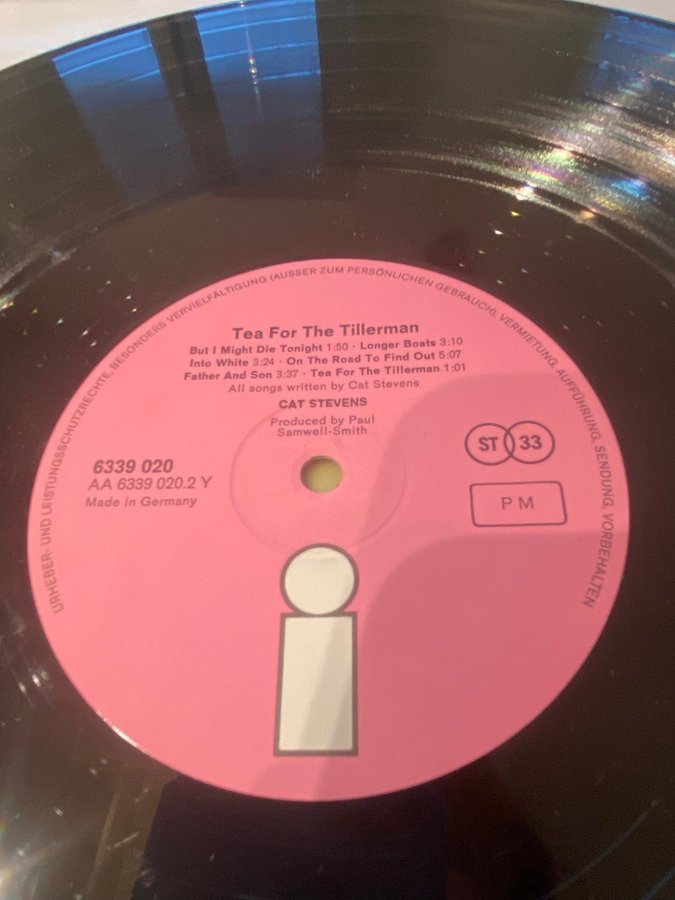 URHEBER- UND LEISTUNGSSCHUTZRECHTE, BESONDERS VERVIELFÄLTIGUNG (AUSSER ZUM PERSÖNLICHEN GEBRAUCH), VERMIETUNG, AUFFÜHRUNG, SENDUNG, VORBEHALTEN
Tea For The Tillerman
But I Might Die Tonight 1:50 · Longer Boats 3:10
Into White 3:24 · On The Road To Find Out 5:07
Father And Son 3:37 · Tea For The Tillerman 1:01
All songs written by Cat Stevens
CAT STEVENS
Produced by Paul
Samwell-Smith
6339 020
AA 6339 020.2 Y
Made in Germany
ST 33
PM
i